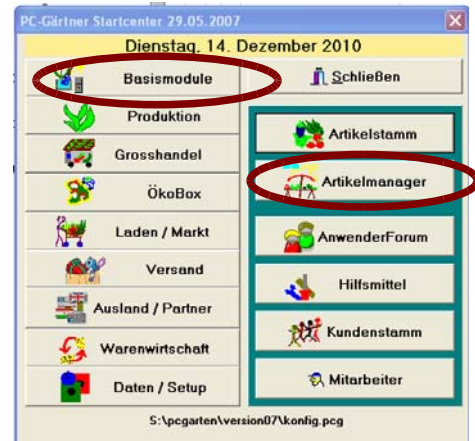 PC-Gärtner Startcenter 29.05.2007
Dienstag, 14. Dezember 2010
Basismodule
Schließen
Produktion
Artikelstamm
Grosshandel
Artikelmanager
ÖkoBox
Laden / Markt
AnwenderForum
Versand
Hilfsmittel
Ausland / Partner
Kundenstamm
Warenwirtschaft
Daten / Setup
Mitarbeiter
S:\pcgarten\version07\konfig.pcg